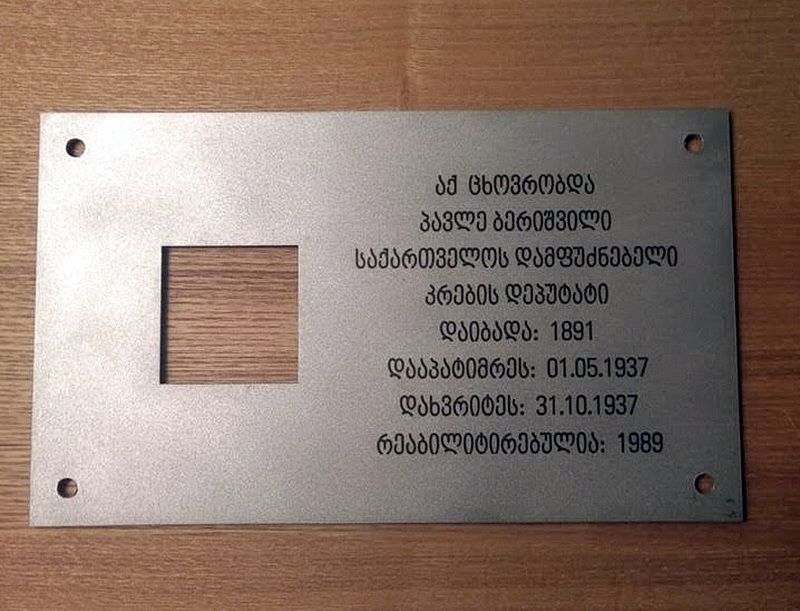 აქ ცხოვრობდა
პავლე ბერიშვილი
საქართველოს დამფუძნებელი
კრების დეპუტატი
დაიბადა: 1891
დააპატიმრეს: 01.05.1937
დახვრიტეს: 31.10.1937
რეაბილიტირებულია: 1989